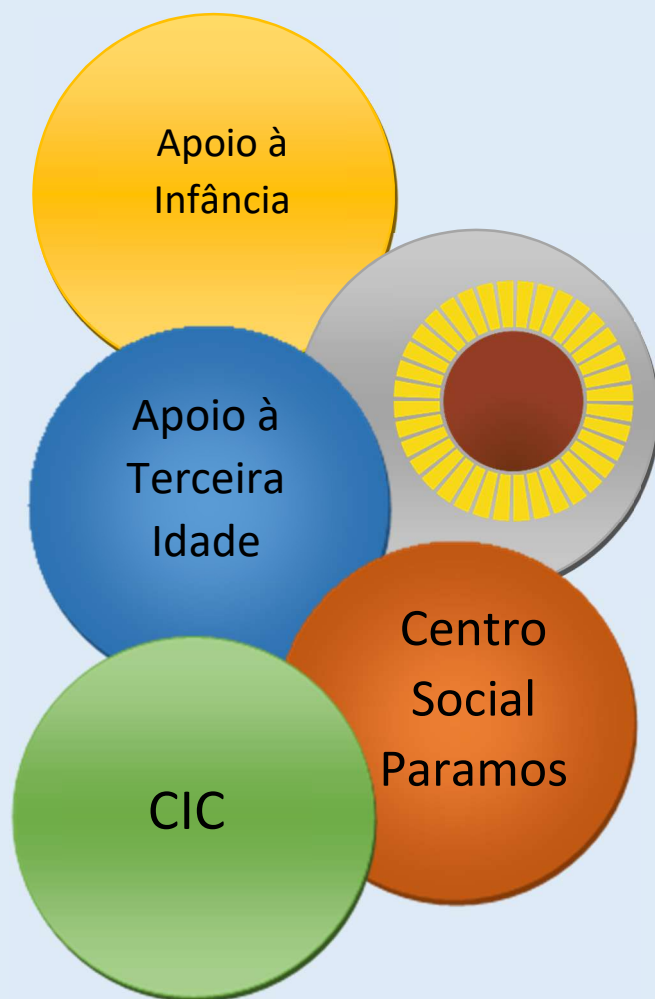 Apoio à
Infância
Apoio à
Terceira
Idade
Centro
Social
Paramos
CIC